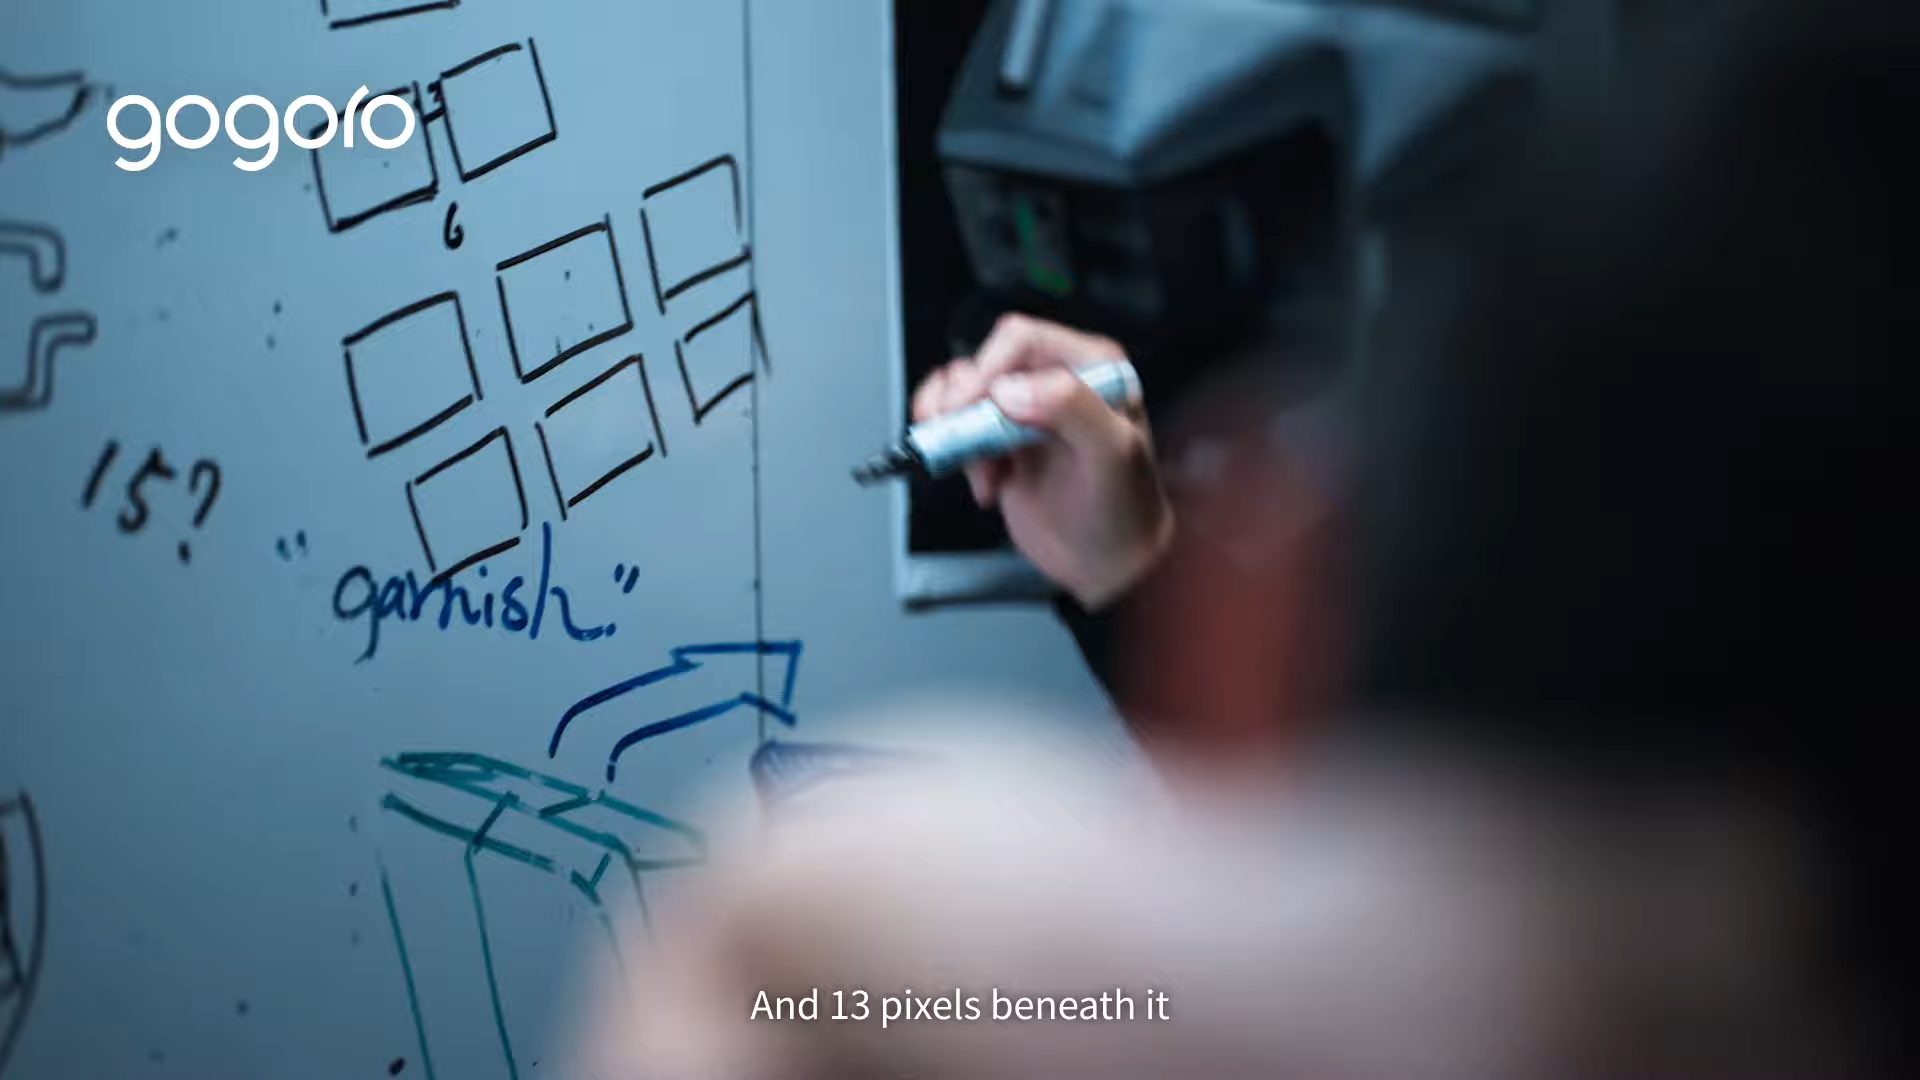 gogoro
6
15?
"garnish."
And 13 pixels beneath it